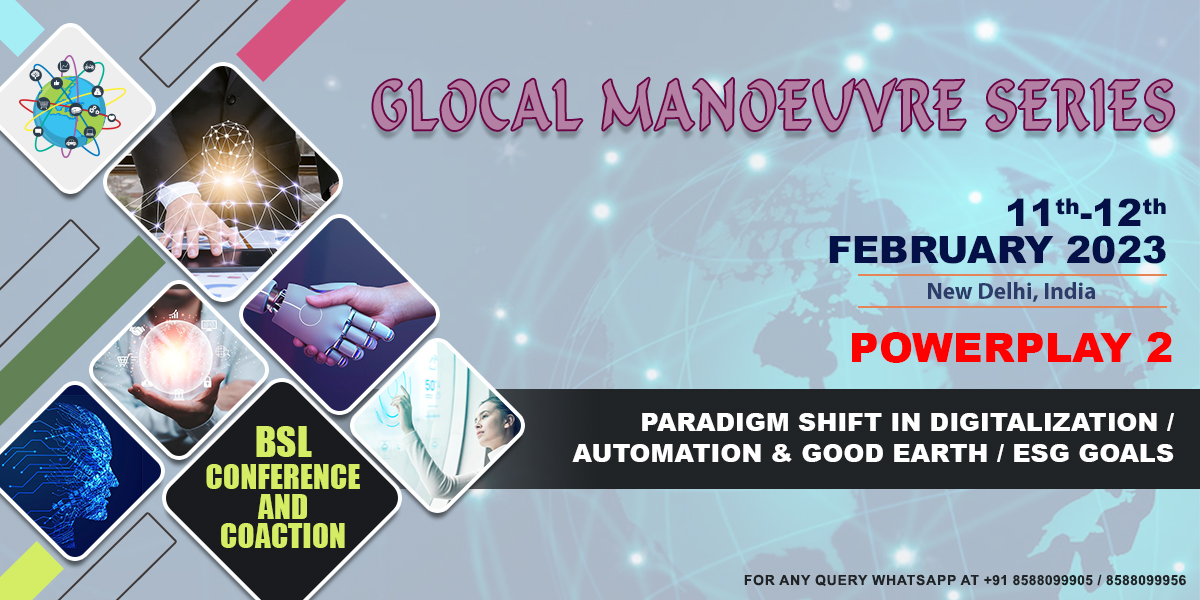 GLOCAL MANOEUVRE SERIES
11th-12th
FEBRUARY 2023
New Delhi, India
POWERPLAY 2
PARADIGM SHIFT IN DIGITALIZATION /
AUTOMATION & GOOD EARTH / ESG GOALS
BSL
CONFERENCE
AND
COACTION
50%
FOR ANY QUERY WHATSAPP AT +91 8588099905 / 8588099956